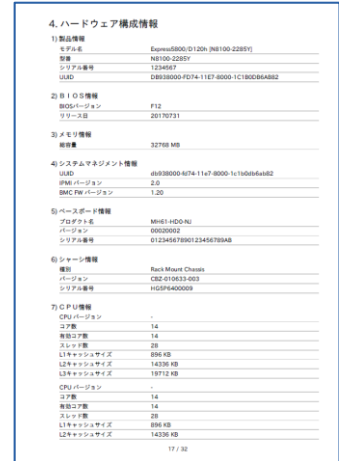 4. ハードウェア構成情報
1) 製品情報
モデル名 Express5800/D120h [N8100-2285Y]
型番 N8100-2285Y
シリアル番号 1234567
UUID DB938000-FD74-11E7-8000-1C1B0DB6AB82
2) BIOS情報
BIOSバージョン F12
リリース日 20170731
3) メモリ情報
総容量 32768 MB
4) システムマネジメント情報
UUID db938000-fd74-11e7-8000-1c1b0db6ab82
IPMI バージョン 2.0
BMC FW バージョン 1.20
5) ベースボード情報
プロダクト名 MH61-HD0-NJ
バージョン 00020002
シリアル番号 01234567890123456789AB
6) シャーシ情報
種別 Rack Mount Chassis
バージョン CBZ-010633-603
シリアル番号 HG5P6400009
7) CPU情報
CPU バージョン -
コア数 14
有効コア数 14
スレッド数 28
L1キャッシュサイズ 896 KB
L2キャッシュサイズ 14336 KB
L3キャッシュサイズ 19712 KB
CPU バージョン -
コア数 14
有効コア数 14
スレッド数 28
L1キャッシュサイズ 896 KB
L2キャッシュサイズ 14336 KB
17 / 32